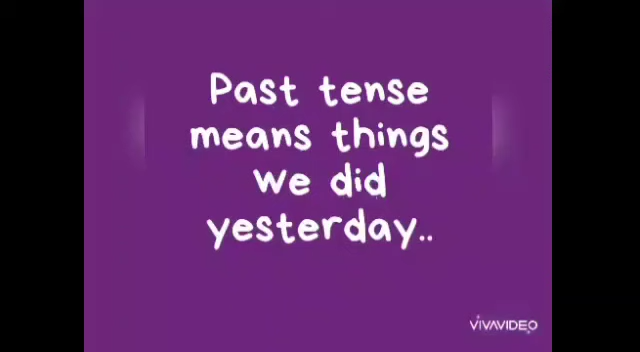 Past tense
means things
we did
yesterday..
VIVAVIDEO